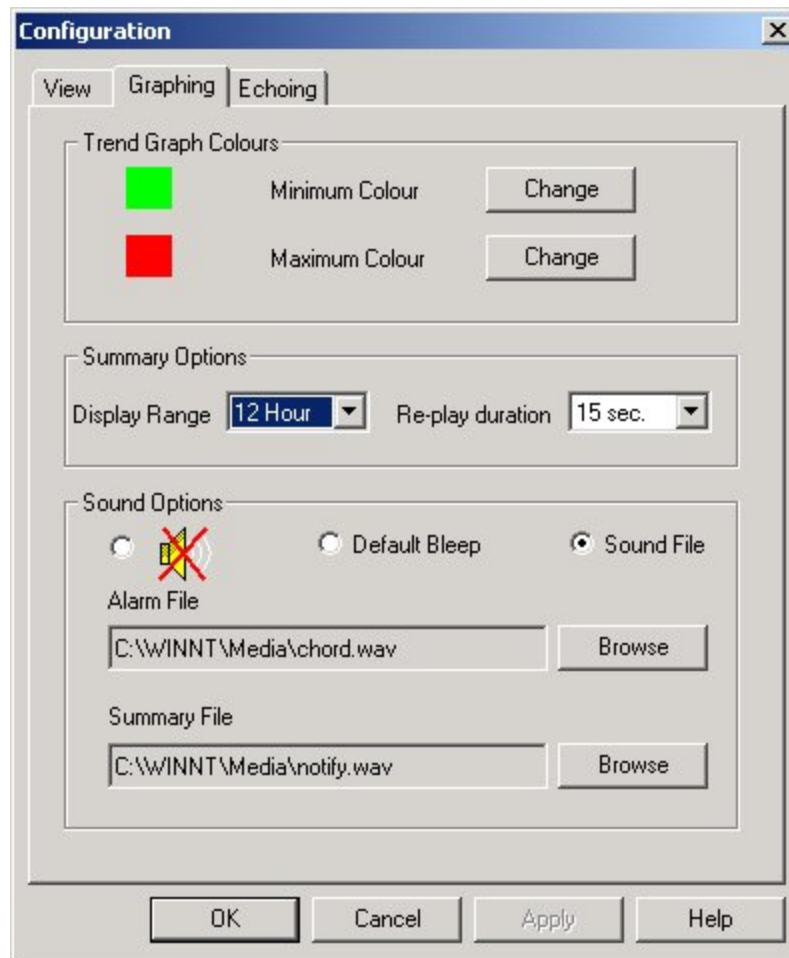 Configuration
View Graphing Echoing
Trend Graph Colours
Minimum Colour Change
Maximum Colour Change
Summary Options
Display Range 12 Hour Re-play duration 15 sec.
Sound Options
Default Bleep Sound File
Alarm File
C:\WINNT\Media\chord.wav Browse
Summary File
C:\WINNT\Media\notify.wav Browse
OK Cancel Apply Help